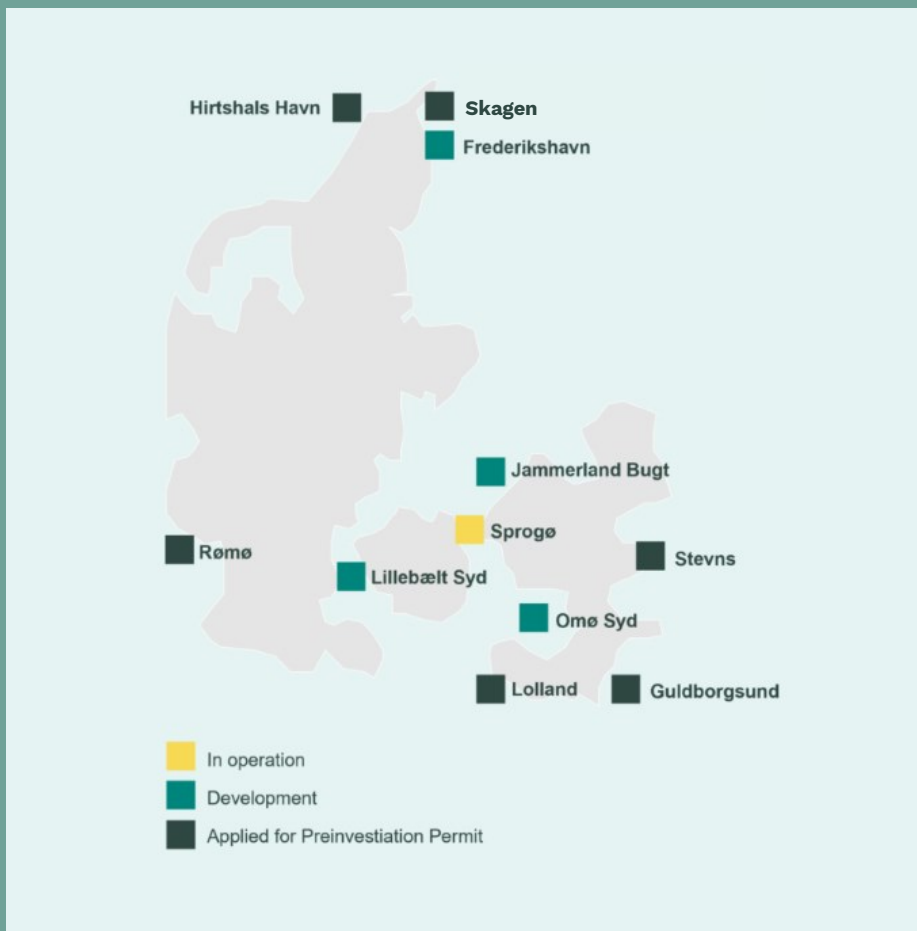 Hirtshals Havn
Skagen
Frederikshavn
Jammerland Bugt
Sprogø
Rømø
Stevns
Lillebælt Syd
Omø Syd
Lolland
Guldborgsund
In operation
Development
Applied for Preinvestiation Permit